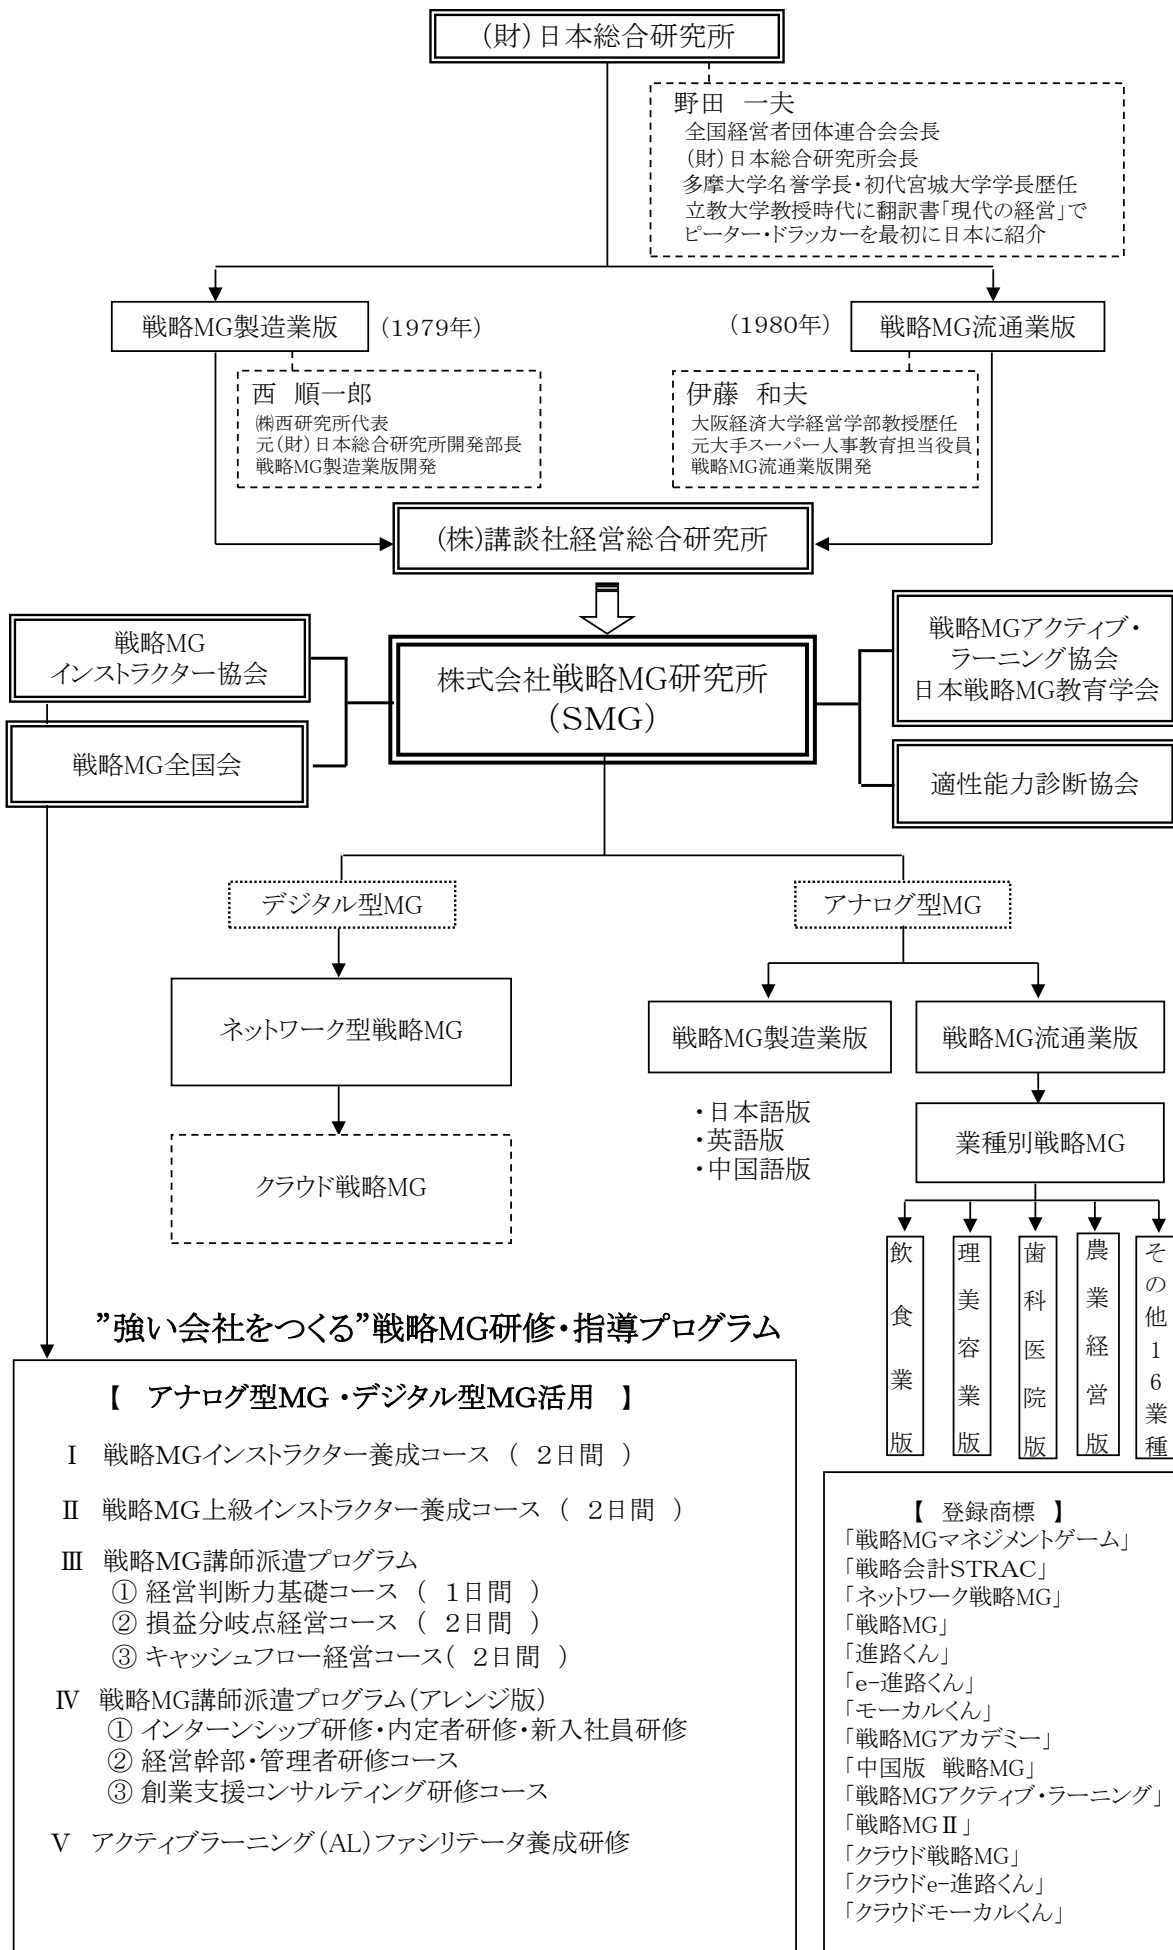 (財)日本総合研究所
野田　一夫
全国経営者団体連合会会長
(財)日本総合研究所会長
多摩大学名誉学長・初代宮城大学学長歴任
立教大学教授時代に翻訳書「現代の経営」で
ピーター・ドラッカーを最初に日本に紹介
戦略MG製造業版
(1979年)
(1980年)
戦略MG流通業版
西　順一郎
㈱西研究所代表
元(財)日本総合研究所開発部長
戦略MG製造業版開発
伊藤　和夫
大阪経済大学経営学部教授歴任
元大手スーパー人事教育担当役員
戦略MG流通業版開発
(株)講談社経営総合研究所
戦略MG
インストラクター協会
戦略MG全国会
株式会社戦略MG研究所
(SMG)
戦略MGアクティブ・
ラーニング協会
日本戦略MG教育学会
適性能力診断協会
デジタル型MG
アナログ型MG
ネットワーク型戦略MG
クラウド戦略MG
戦略MG製造業版
・日本語版
・英語版
・中国語版
戦略MG流通業版
業種別戦略MG
飲食業版
理美容業版
歯科医院版
農業経営版
その他16業種
”強い会社をつくる”戦略MG研修・指導プログラム
【　アナログ型MG・デジタル型MG活用　】
Ⅰ　戦略MGインストラクター養成コース　(　2日間　)
Ⅱ　戦略MG上級インストラクター養成コース　(　2日間　)
Ⅲ　戦略MG講師派遣プログラム
① 経営判断力基礎コース　(　1日間　)
② 損益分岐点経営コース　(　2日間　)
③ キャッシュフロー経営コース(　2日間　)
Ⅳ　戦略MG講師派遣プログラム(アレンジ版)
① インターンシップ研修・内定者研修・新入社員研修
② 経営幹部・管理者研修コース
③ 創業支援コンサルティング研修コース
Ⅴ　アクティブラーニング(AL)ファシリテータ養成研修
【　登録商標　】
「戦略MGマネジメントゲーム」
「戦略会計STRAC」
「ネットワーク戦略MG」
「戦略MG」
「進路くん」
「e-進路くん」
「モーカルくん」
「戦略MGアカデミー」
「中国版　戦略MG」
「戦略MGアクティブ・ラーニング」
「戦略MGⅡ」
「クラウド戦略MG」
「クラウドe-進路くん」
「クラウドモーカルくん」